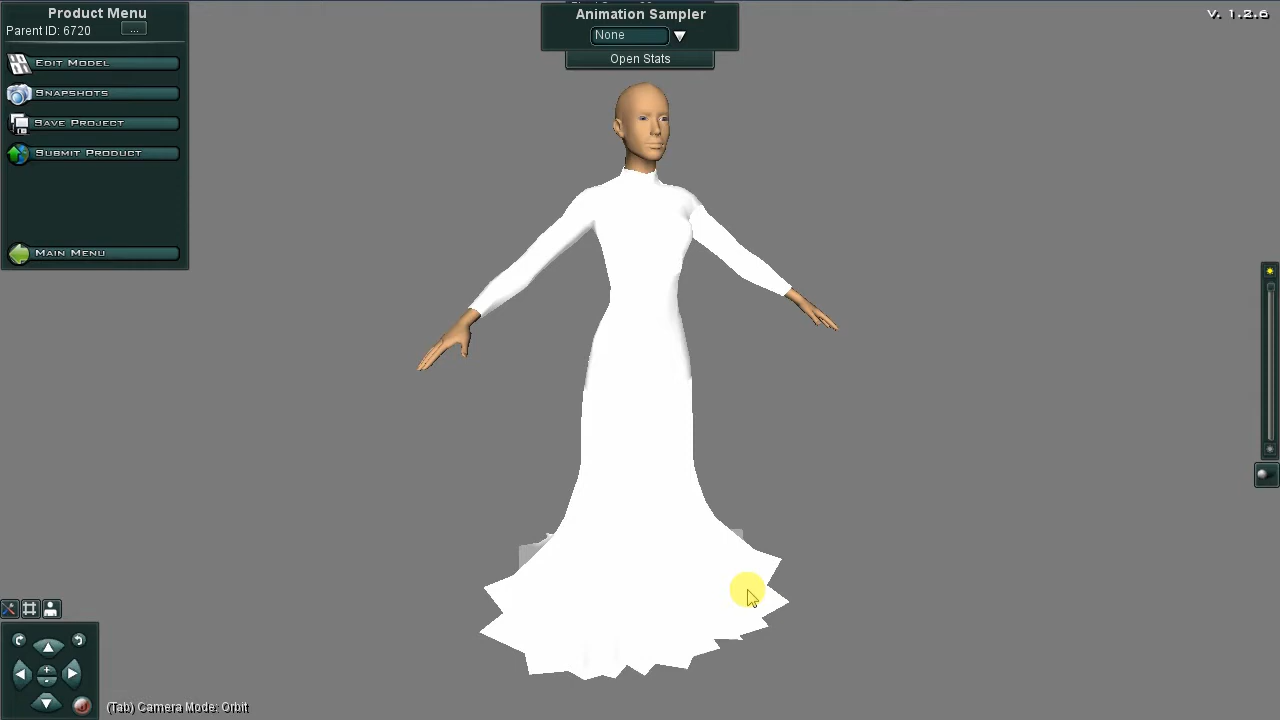 Product Menu
Parent ID: 6720
...
Edit Model
Snapshots
Save Project
Submit Product
Main Menu
Animation Sampler
None
Open Stats
V. 1.2.6
(Tab) Camera Mode: Orbit